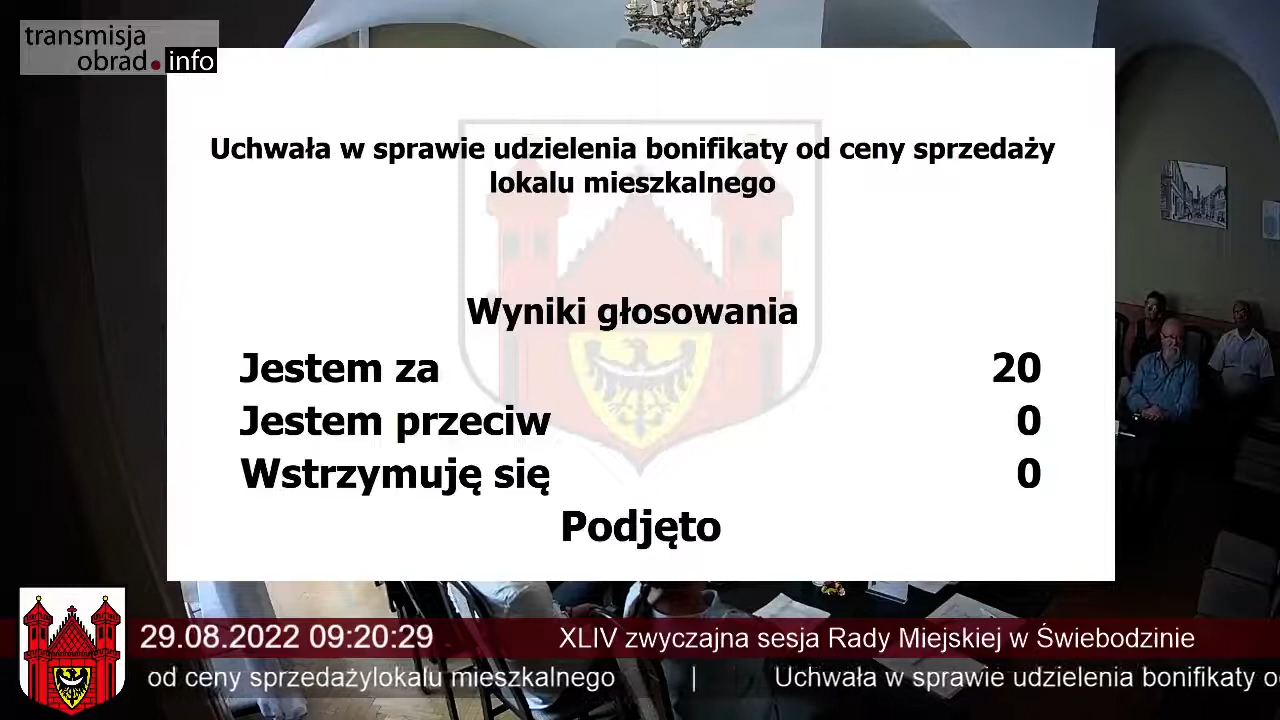 transmisja
obrad.info
Uchwała w sprawie udzielenia bonifikaty od ceny sprzedaży
lokalu mieszkalnego
Wyniki głosowania
Jestem za 20
Jestem przeciw 0
Wstrzymuję się 0
Podjęto
29.08.2022 09:20:29 XLIV zwyczajna sesja Rady Miejskiej w Świebodzinie
od ceny sprzedażylokalu mieszkalnego | Uchwała w sprawie udzielenia bonifikaty o